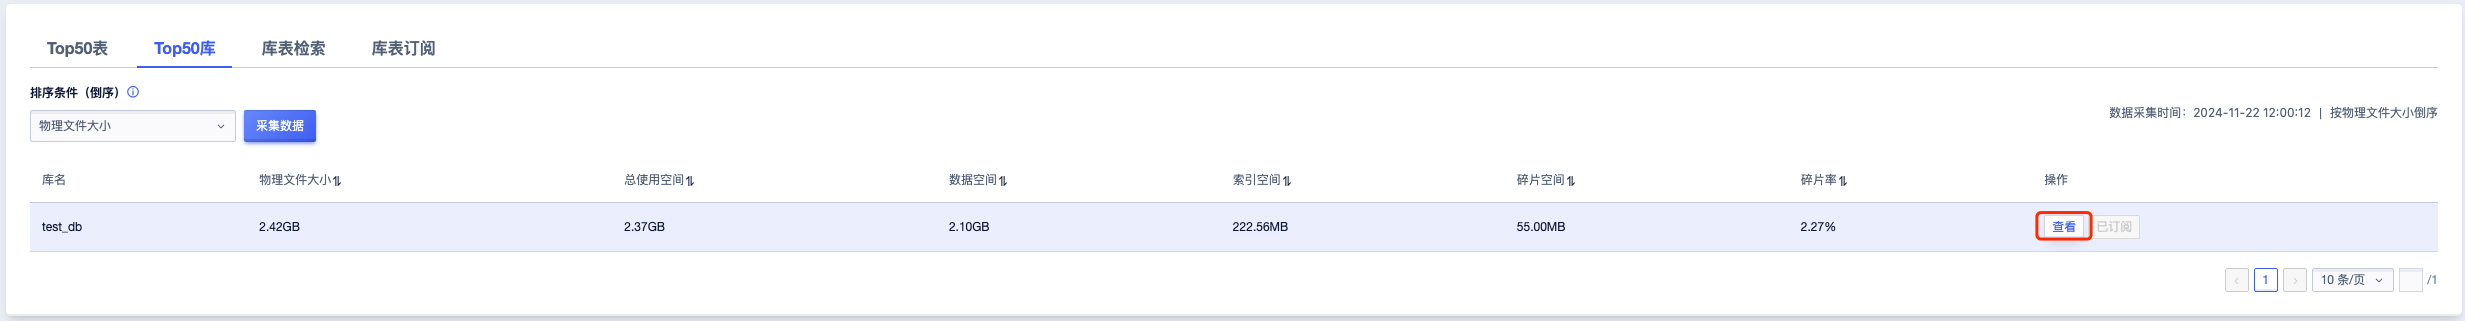 Top50表 Top50库 库表检索 库表订阅
排序条件（倒序）
物理文件大小 采集数据 数据采集时间：2024-11-22 12:00:12 | 按物理文件大小倒序
库名 物理文件大小 总使用空间 数据空间 索引空间 碎片空间 碎片率 操作
test_db 2.42GB 2.37GB 2.10GB 222.56MB 55.00MB 2.27% 查看 已订阅
1 10 条/页 /1